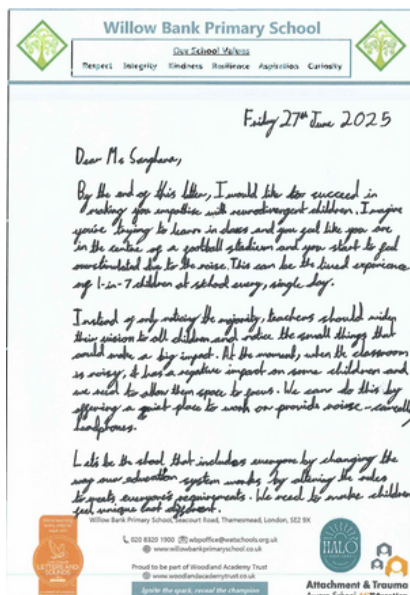 Willow Bank Primary School
Our School Values
Respect Integrity Kindness Resilience Aspiration Curiosity
Friday 27th June 2025
Dear Ms Sanghera,
By the end of this letter, I would like to succeed in
making you empathise with neurodivergent children. Imagine
you're trying to learn in class and you feel like you are
in the centre of a football stadium and you start to feel
overstimulated due to the noise. This can be the lived experience
of 1-in-7 children at school every, single day.
Instead of only noticing the majority, teachers should widen
their vision to all children and notice the small things that
could make a big impact. At the moment, when the classroom
is noisy, it has a negative impact on some children and
we need to allow them space to focus. We can do this by
offering a quiet place to work or provide noise-cancelling
headphones.
Let's be the school that includes everyone by changing the
way our education system works by altering the rules
to meet everyone's requirements. We need to make children
feel unique not different.
Willow Bank Primary School, Seacourt Road, Thamesmead, London, SE2 9X
020 8320 1900 wbpoffice@watschools.org.uk
www.willowbankprimaryschool.co.uk
Proud to be part of Woodland Academy Trust
www.woodlandacademytrust.co.uk
Ignite the spark, reveal the champion
LETTERS AND
SOUNDS
HALO
Attachment & Trauma